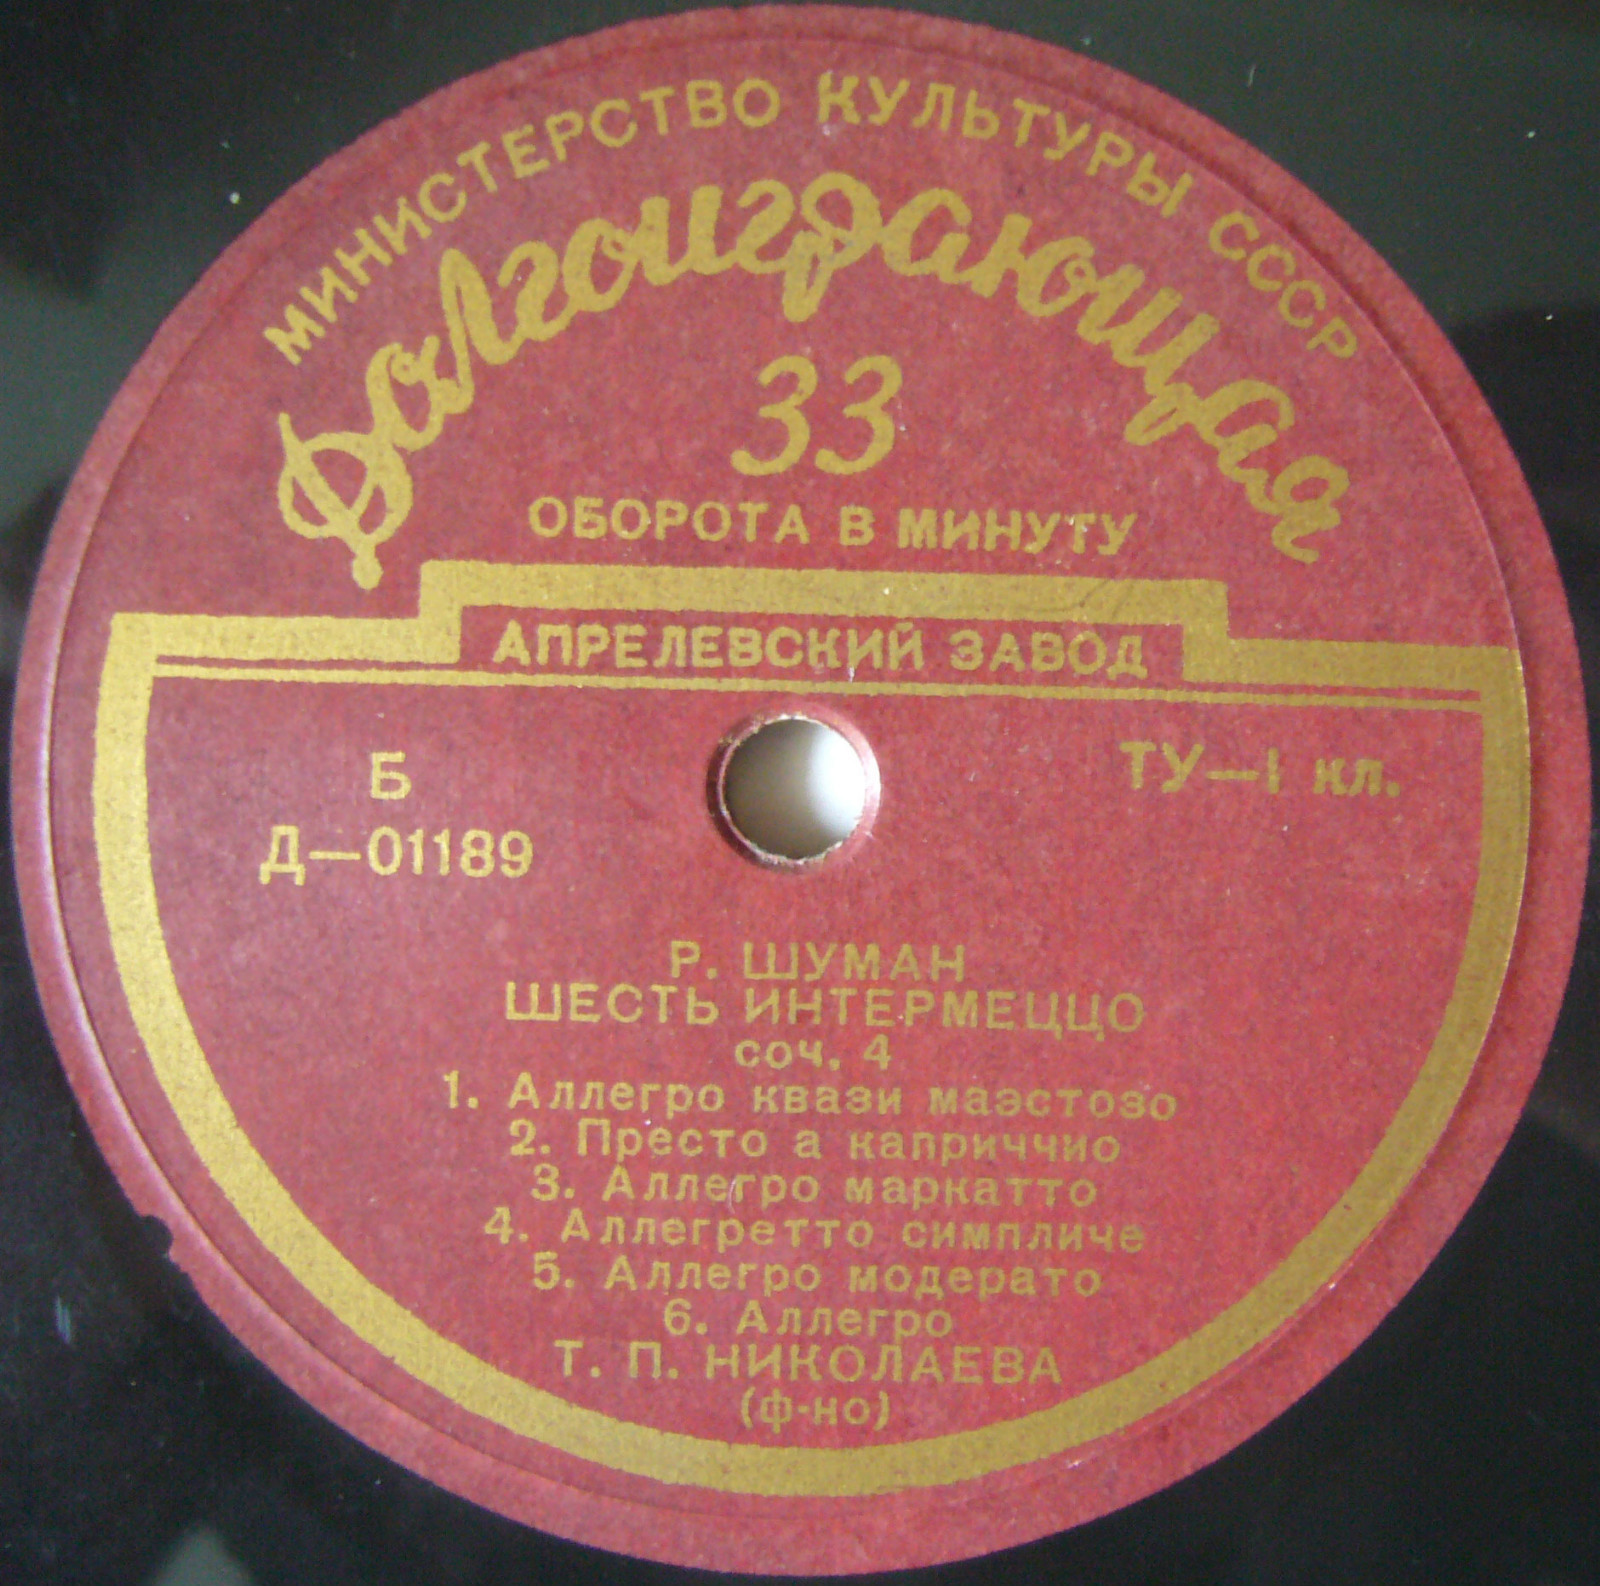 МИНИСТЕРСТВО КУЛЬТУРЫ СССР
Долгоиграющая
33
ОБОРОТА В МИНУТУ
АПРЕЛЕВСКИЙ ЗАВОД
Б
Д—01189
ТУ—I кл.
Р. ШУМАН
ШЕСТЬ ИНТЕРМЕЦЦО
соч. 4
1. Аллегро квази маэстозо
2. Престо а каприччио
3. Аллегро маркатто
4. Аллегретто симпличе
5. Аллегро модерато
6. Аллегро
Т. П. НИКОЛАЕВА
(ф-но)